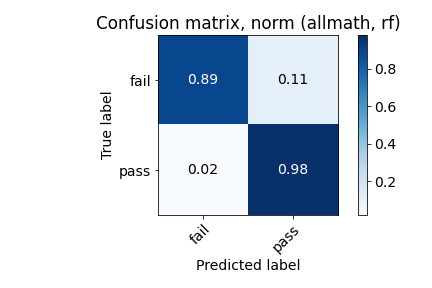 Confusion matrix, norm (allmath, rf)
True label
fail
0.89
0.11
pass
0.02
0.98
fail
pass
Predicted label
0.8
0.6
0.4
0.2